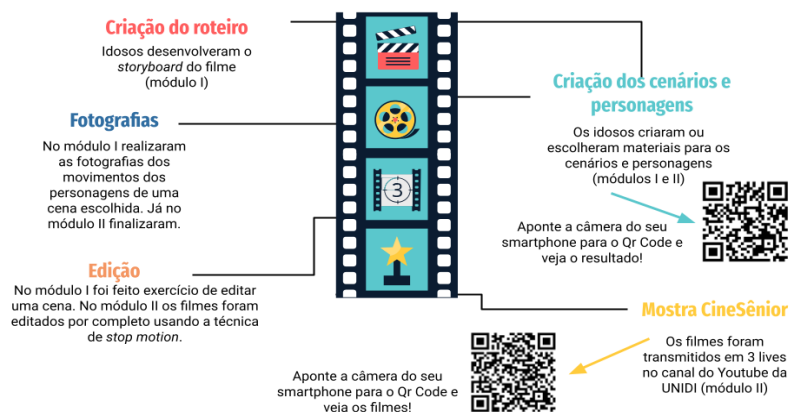 Criação do roteiro
Idosos desenvolveram o
storyboard do filme
(módulo I)
Criação dos cenários e
personagens
Os idosos criaram ou
escolheram materiais para os
cenários e personagens
(módulos I e II)
Aponte a câmera do seu
smartphone para o Qr Code e
veja o resultado!
Fotografias
No módulo I realizaram
as fotografias dos
movimentos dos
personagens de uma
cena escolhida. Já no
módulo II finalizaram.
3
Edição
No módulo I foi feito exercício de editar
uma cena. No módulo II os filmes foram
editados por completo usando a técnica
de stop motion.
Mostra CineSênior
Os filmes foram
transmitidos em 3 lives
no canal do Youtube da
UNIDI (módulo II)
Aponte a câmera do seu
smartphone para o Qr Code e
veja os filmes!